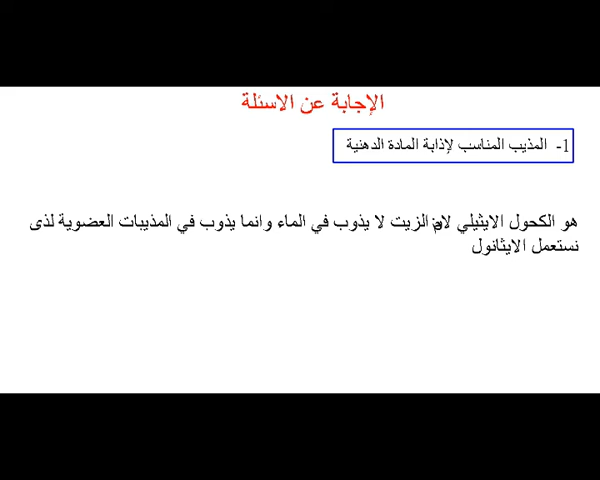 الإجابة عن الاسئلة
1- المذيب المناسب لإذابة المادة الدهنية
هو الكحول الايثيلي لان الزيت لا يذوب في الماء وانما يذوب في المذيبات العضوية لذى
نستعمل الايثانول